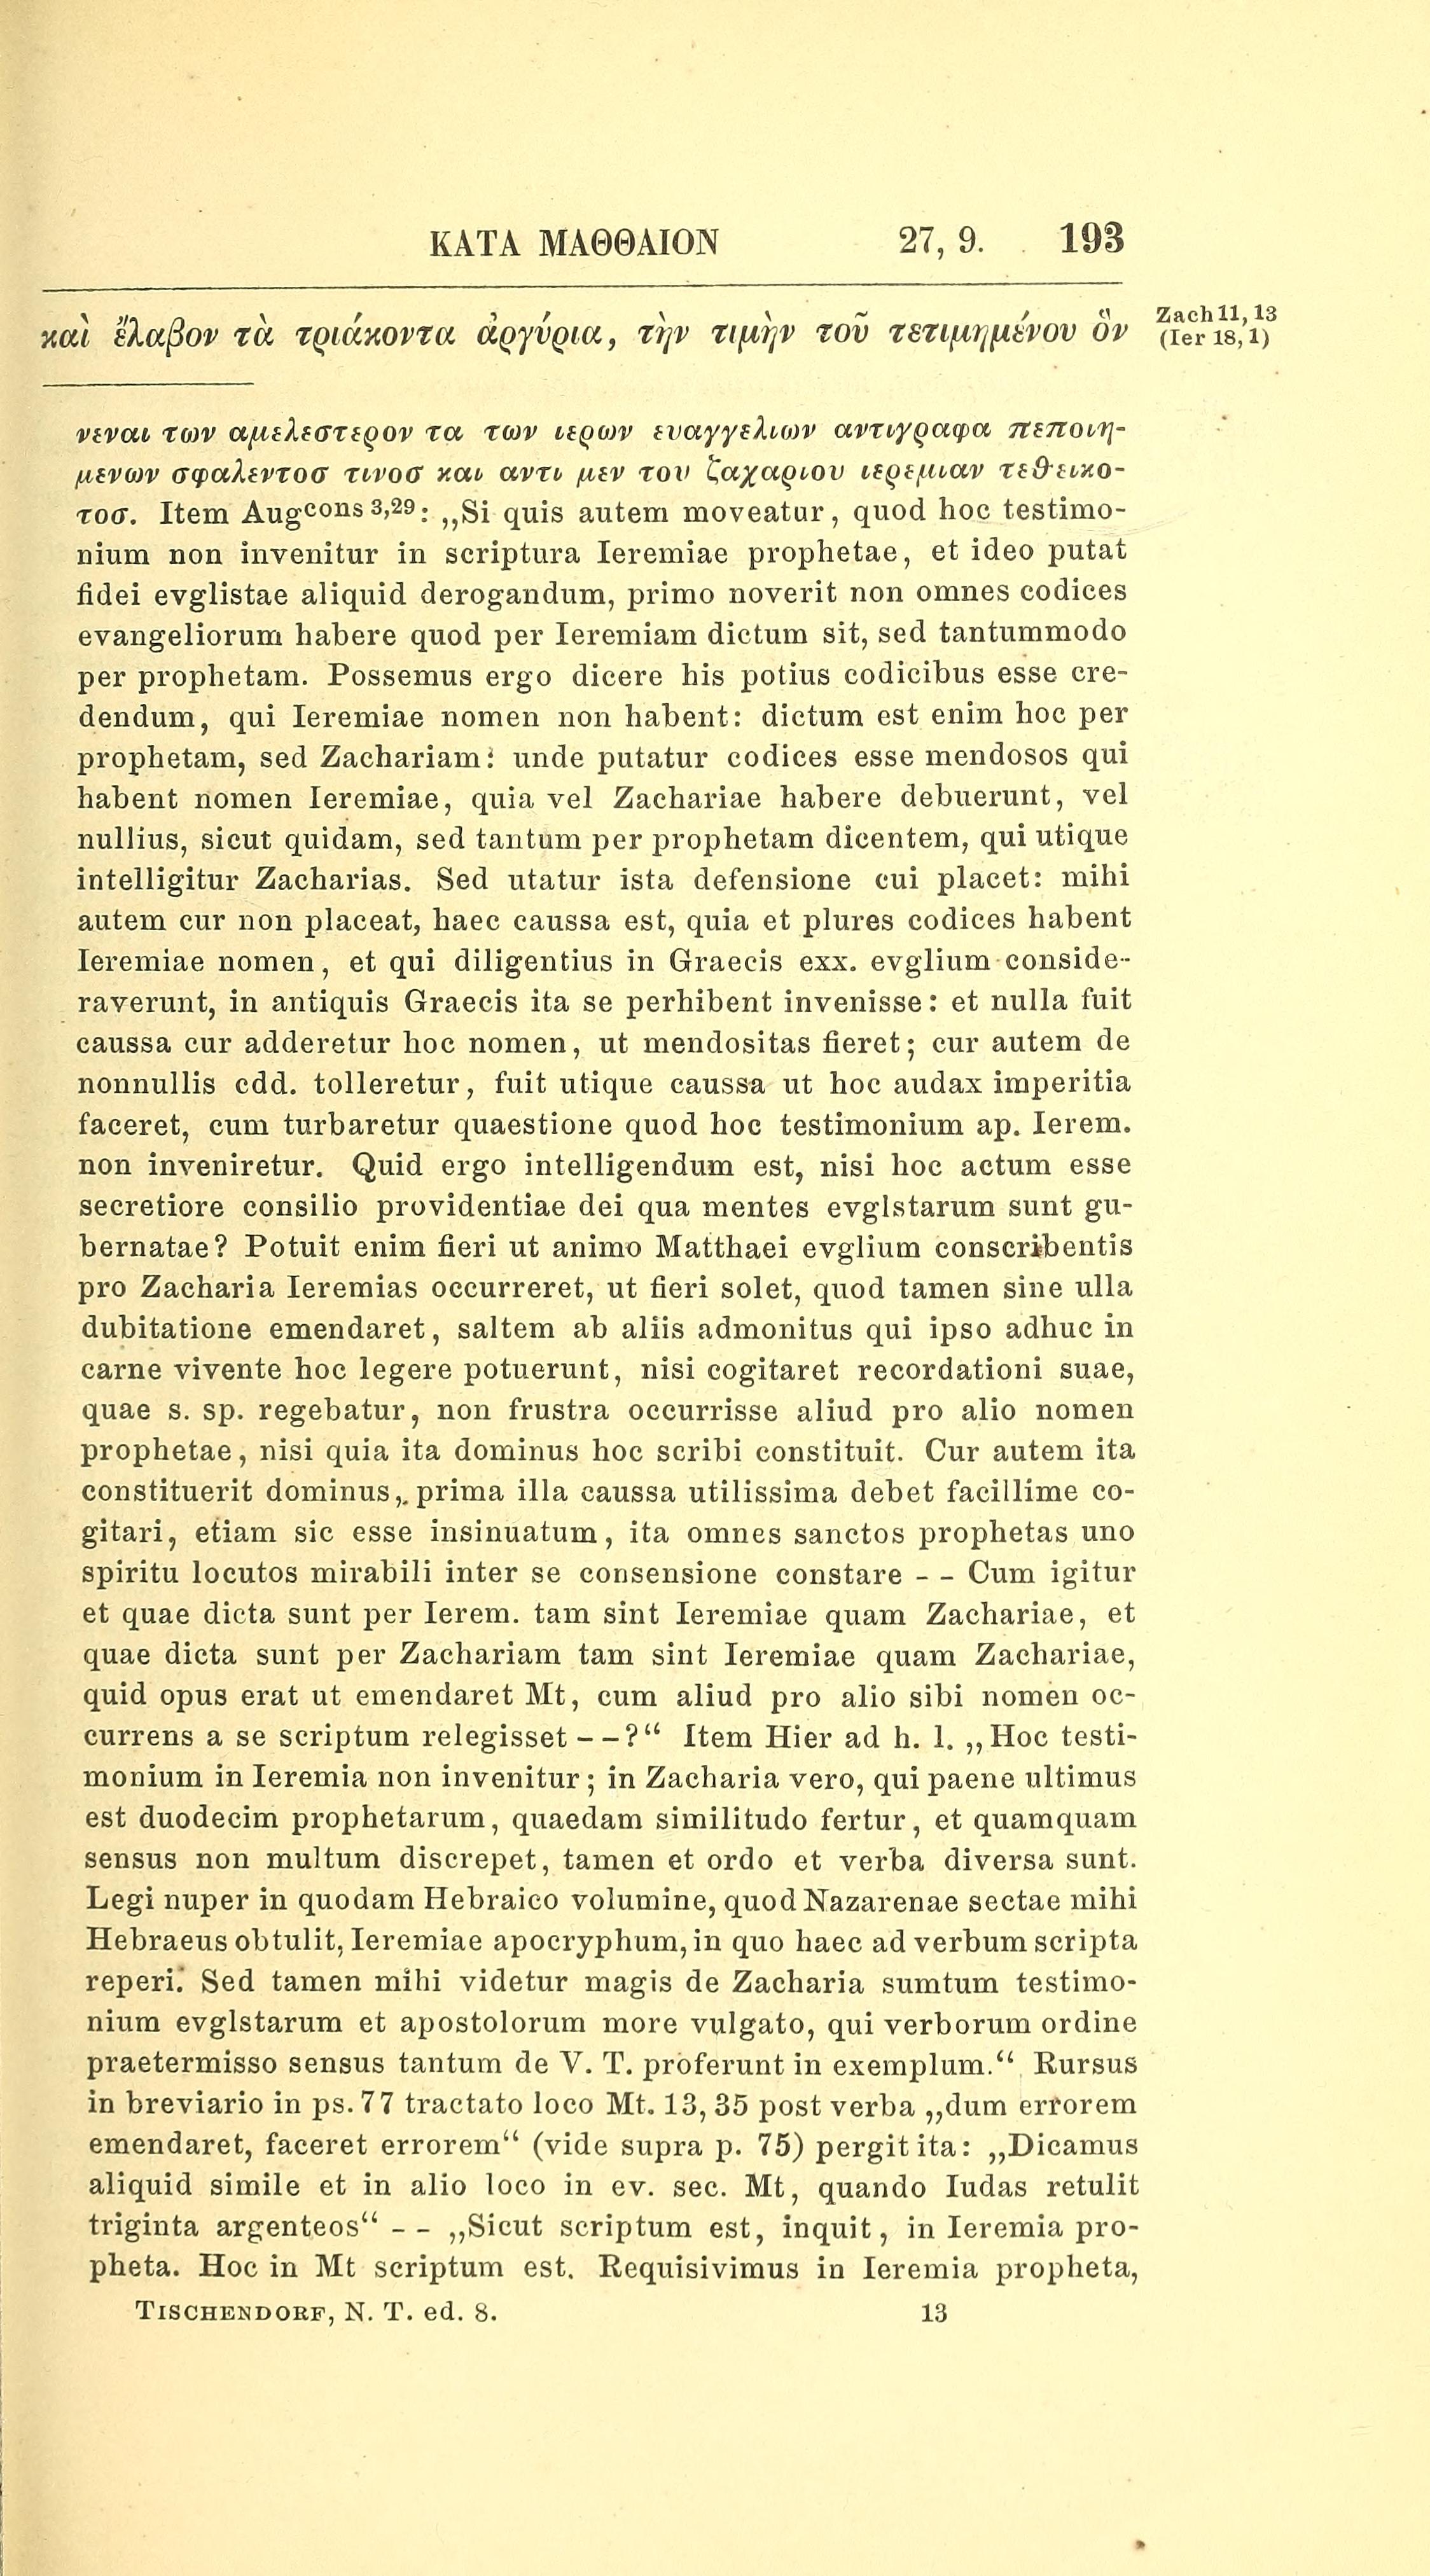 ΚΑΤΑ ΜΑΘΘΑΙΟΝ 27, 9. 193
καὶ ἔλαβον τὰ τριάκοντα ἀργύρια, τὴν τιμὴν τοῦ τετιμημένου ὃν
Zach 11, 13
(Ier 18, 1)
νεναι των αμελεστερον τα των ιερων ευαγγελιων αντιγραφα πεποιη-
μενων σφαλεντοσ τινοσ και αντι μεν του ζαχαριου ιερεμιαν τεθεικο-
τοσ. Item Augcons 3,29: „Si quis autem moveatur, quod hoc testimo-
nium non invenitur in scriptura Ieremiae prophetae, et ideo putat
fidei evglistae aliquid derogandum, primo noverit non omnes codices
evangeliorum habere quod per Ieremiam dictum sit, sed tantummodo
per prophetam. Possemus ergo dicere his potius codicibus esse cre-
dendum, qui Ieremiae nomen non habent: dictum est enim hoc per
prophetam, sed Zachariam: unde putatur codices esse mendosos qui
habent nomen Ieremiae, quia vel Zachariae habere debuerunt, vel
nullius, sicut quidam, sed tantum per prophetam dicentem, qui utique
intelligitur Zacharias. Sed utatur ista defensione cui placet: mihi
autem cur non placeat, haec caussa est, quia et plures codices habent
Ieremiae nomen, et qui diligentius in Graecis exx. evglium conside-
raverunt, in antiquis Graecis ita se perhibent invenisse: et nulla fuit
caussa cur adderetur hoc nomen, ut mendositas fieret; cur autem de
nonnullis cdd. tolleretur, fuit utique caussa ut hoc audax imperitia
faceret, cum turbaretur quaestione quod hoc testimonium ap. Ierem.
non inveniretur. Quid ergo intelligendum est, nisi hoc actum esse
secretiore consilio providentiae dei qua mentes evglstarum sunt gu-
bernatae? Potuit enim fieri ut animo Matthaei evglium conscribentis
pro Zacharia Ieremias occurreret, ut fieri solet, quod tamen sine ulla
dubitatione emendaret, saltem ab aliis admonitus qui ipso adhuc in
carne vivente hoc legere potuerunt, nisi cogitaret recordationi suae,
quae s. sp. regebatur, non frustra occurrisse aliud pro alio nomen
prophetae, nisi quia ita dominus hoc scribi constituit. Cur autem ita
constituerit dominus, prima illa caussa utilissima debet facillime co-
gitari, etiam sic esse insinuatum, ita omnes sanctos prophetas uno
spiritu locutos mirabili inter se consensione constare - - Cum igitur
et quae dicta sunt per Ierem. tam sint Ieremiae quam Zachariae, et
quae dicta sunt per Zachariam tam sint Ieremiae quam Zachariae,
quid opus erat ut emendaret Mt, cum aliud pro alio sibi nomen oc-
currens a se scriptum relegisset - -?“ Item Hier ad h. l. „Hoc testi-
monium in Ieremia non invenitur; in Zacharia vero, qui paene ultimus
est duodecim prophetarum, quaedam similitudo fertur, et quamquam
sensus non multum discrepet, tamen et ordo et verba diversa sunt.
Legi nuper in quodam Hebraico volumine, quod Nazarenae sectae mihi
Hebraeus obtulit, Ieremiae apocryphum, in quo haec ad verbum scripta
reperi. Sed tamen mihi videtur magis de Zacharia sumtum testimo-
nium evglstarum et apostolorum more vulgato, qui verborum ordine
praetermisso sensus tantum de V. T. proferunt in exemplum.“ Rursus
in breviario in ps. 77 tractato loco Mt. 13, 35 post verba „dum errorem
emendaret, faceret errorem“ (vide supra p. 75) pergit ita: „Dicamus
aliquid simile et in alio loco in ev. sec. Mt, quando Iudas retulit
triginta argenteos“ - - „Sicut scriptum est, inquit, in Ieremia pro-
pheta. Hoc in Mt scriptum est. Requisivimus in Ieremia propheta,
TISCHENDORF, N. T. ed. 8. 13